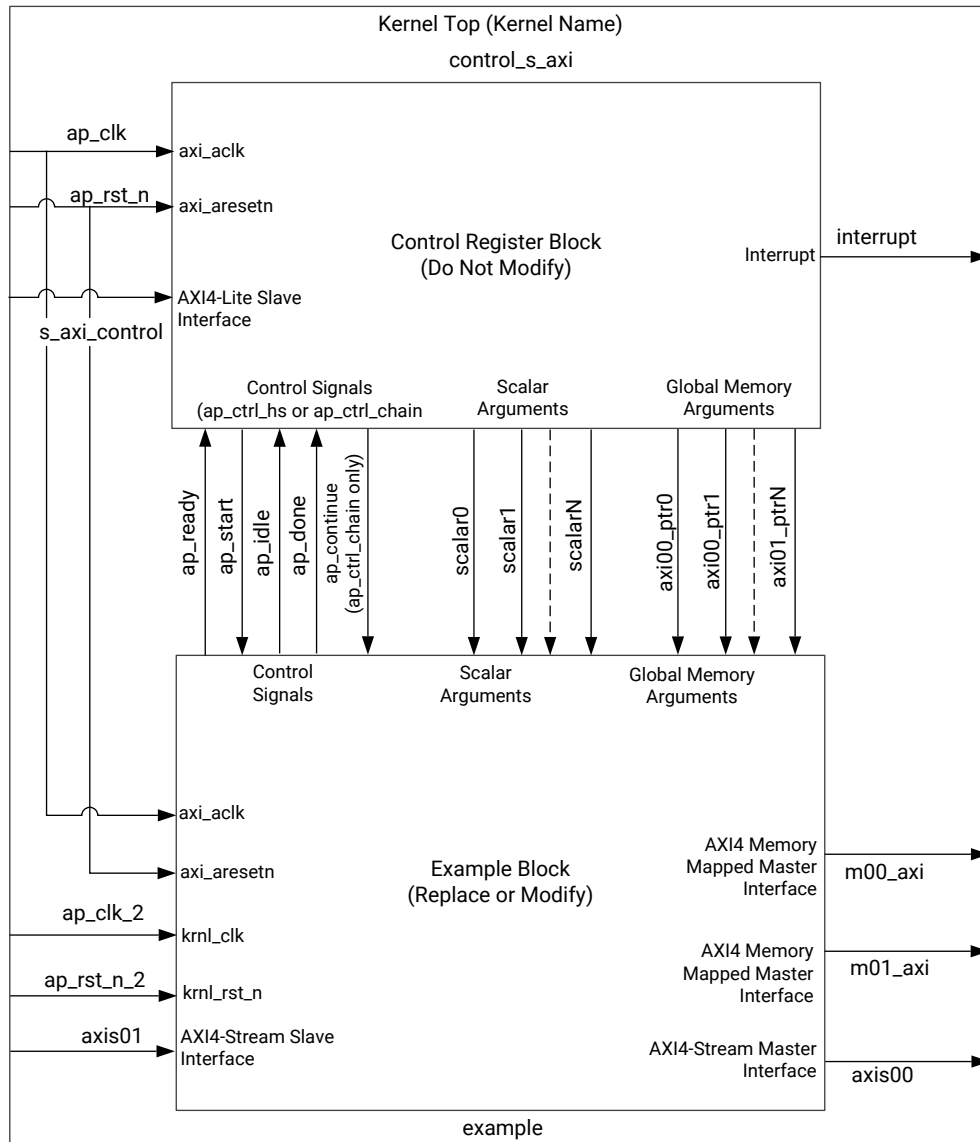 Kernel Top (Kernel Name)
control_s_axi
ap_clk
axi_aclk
ap_rst_n
axi_aresetn
Control Register Block
(Do Not Modify)
Interrupt
interrupt
AXI4-Lite Slave
Interface
s_axi_control
Control Signals
(ap_ctrl_hs or ap_ctrl_chain
Scalar
Arguments
Global Memory
Arguments
ap_ready
ap_start
ap_idle
ap_done
ap_continue
(ap_ctrl_chain only)
scalar0
scalar1
scalarN
axi00_ptr0
axi00_ptr1
axi01_ptrN
Control
Signals
Scalar
Arguments
Global Memory
Arguments
axi_aclk
axi_aresetn
Example Block
(Replace or Modify)
AXI4 Memory
Mapped Master
Interface
m00_axi
ap_clk_2
krnl_clk
AXI4 Memory
Mapped Master
Interface
m01_axi
ap_rst_n_2
krnl_rst_n
axis01
AXI4-Stream Slave
Interface
AXI4-Stream Master
Interface
axis00
example